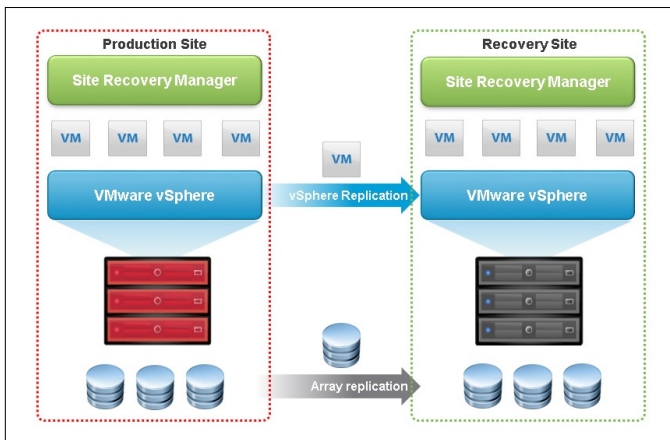 Production Site
Recovery Site
Site Recovery Manager
Site Recovery Manager
VM VM VM VM
VM
VM VM VM VM
VMware vSphere
vSphere Replication
VMware vSphere
Array replication